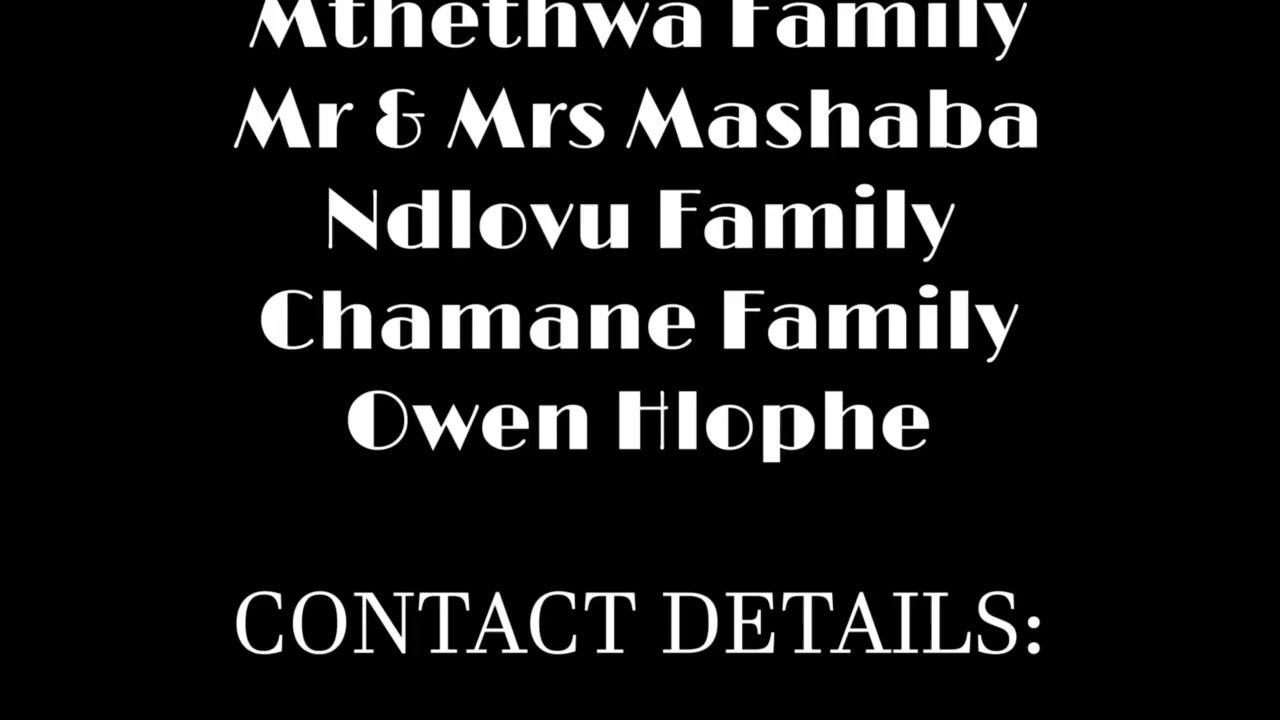 Mthethwa Family
Mr & Mrs Mashaba
Ndlovu Family
Chamane Family
Owen Hlophe
CONTACT DETAILS: